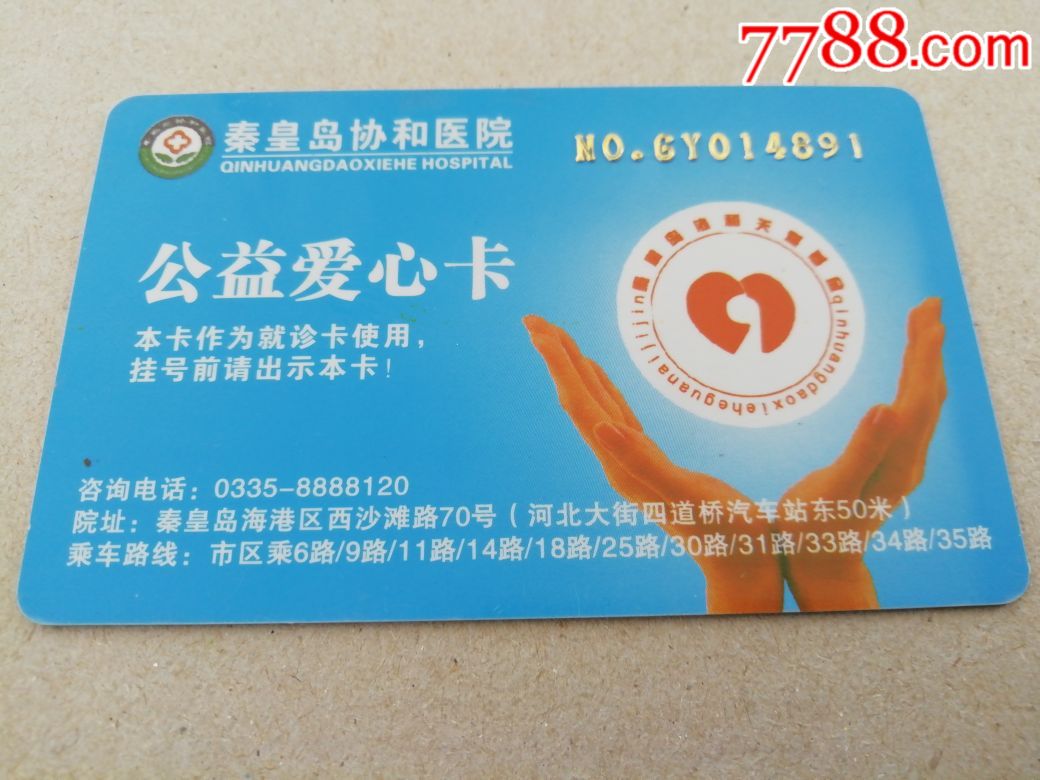 7788.com
秦皇岛协和医院
QINHUANGDAOXIEHE HOSPITAL
NO.GY014891
公益爱心卡
本卡作为就诊卡使用，
挂号前请出示本卡！
qinhuangdaoxieheguanaijijin
咨询电话：0335-8888120
院址：秦皇岛海港区西沙滩路70号（河北大街四道桥汽车站东50米）
乘车路线：市区乘6路/9路/11路/14路/18路/25路/30路/31路/33路/34路/35路